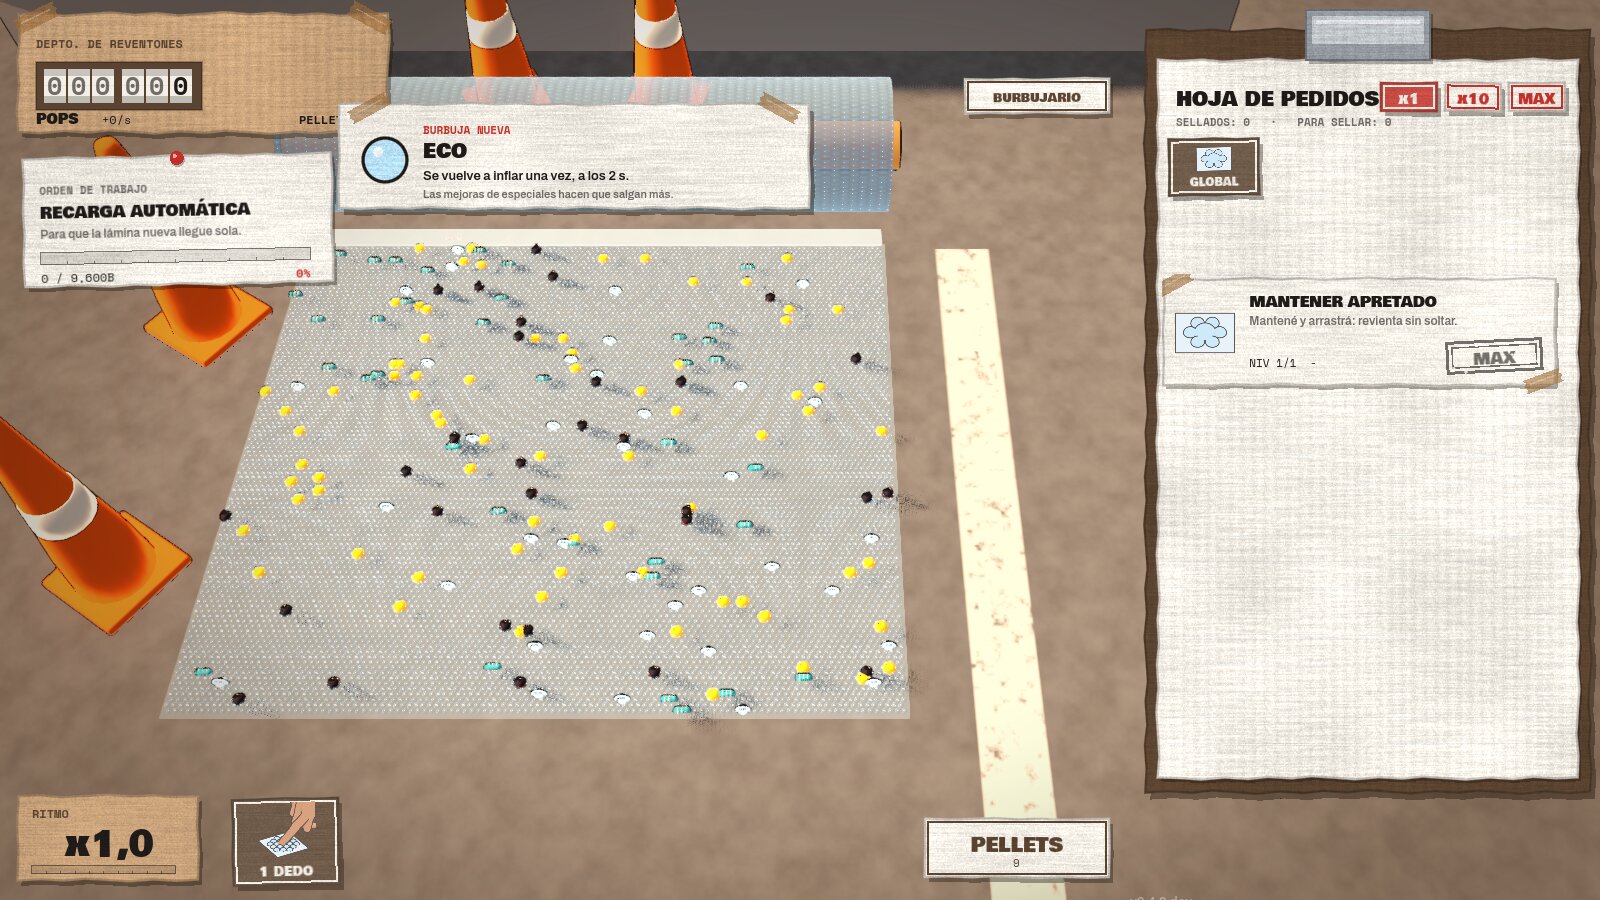 DEPTO. DE REVENTONES
000000
POPS +0/s
ORDEN DE TRABAJO
RECARGA AUTOMÁTICA
Para que la lámina nueva llegue sola.
0 / 9.600B 0%
BURBUJA NUEVA
ECO
Se vuelve a inflar una vez, a los 2 s.
Las mejoras de especiales hacen que salgan más.
BURBUJARIO
HOJA DE PEDIDOS
x1
x10
MAX
SELLADOS: 0 · PARA SELLAR: 0
GLOBAL
MANTENER APRETADO
Mantené y arrastrá: revienta sin soltar.
NIV 1/1 -
MAX
RITMO
x1,0
1 DEDO
PELLETS
9